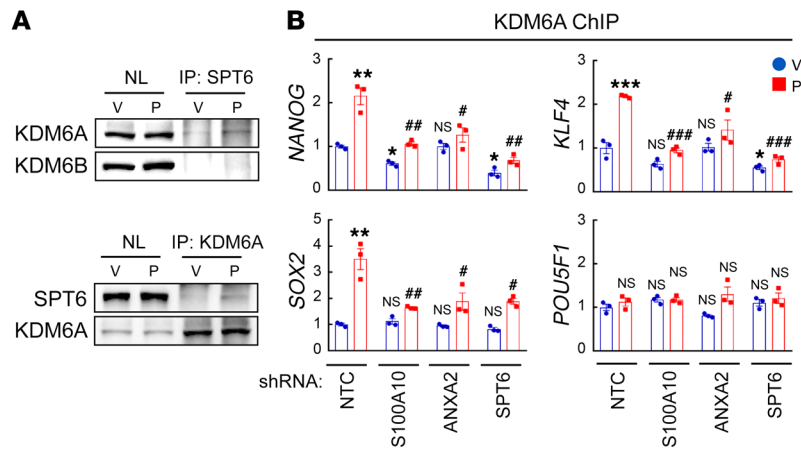 A
NL IP: SPT6
V P V P
KDM6A
KDM6B
NL IP: KDM6A
V P V P
SPT6
KDM6A
B
KDM6A ChIP
V
P
NANOG
3
2
1
0
** * ## NS # * ##
KLF4
3
2
1
0
*** NS ### NS # * ###
SOX2
5
4
3
2
1
0
** NS ## NS # NS #
POU5F1
3
2
1
0
NS NS NS NS NS NS NS
shRNA:
NTC
S100A10
ANXA2
SPT6
NTC
S100A10
ANXA2
SPT6